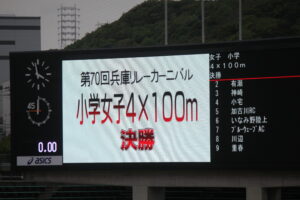 第70回兵庫リレーカーニバル
小学女子4×100m
決勝
0.00
asics
女子 小学
4×100m
決勝
2 有瀬
3 神崎
4 小宅
5 加古川RC
6 いなみ野陸上
7 ブルーウェーブAC
8 川辺
9 重春